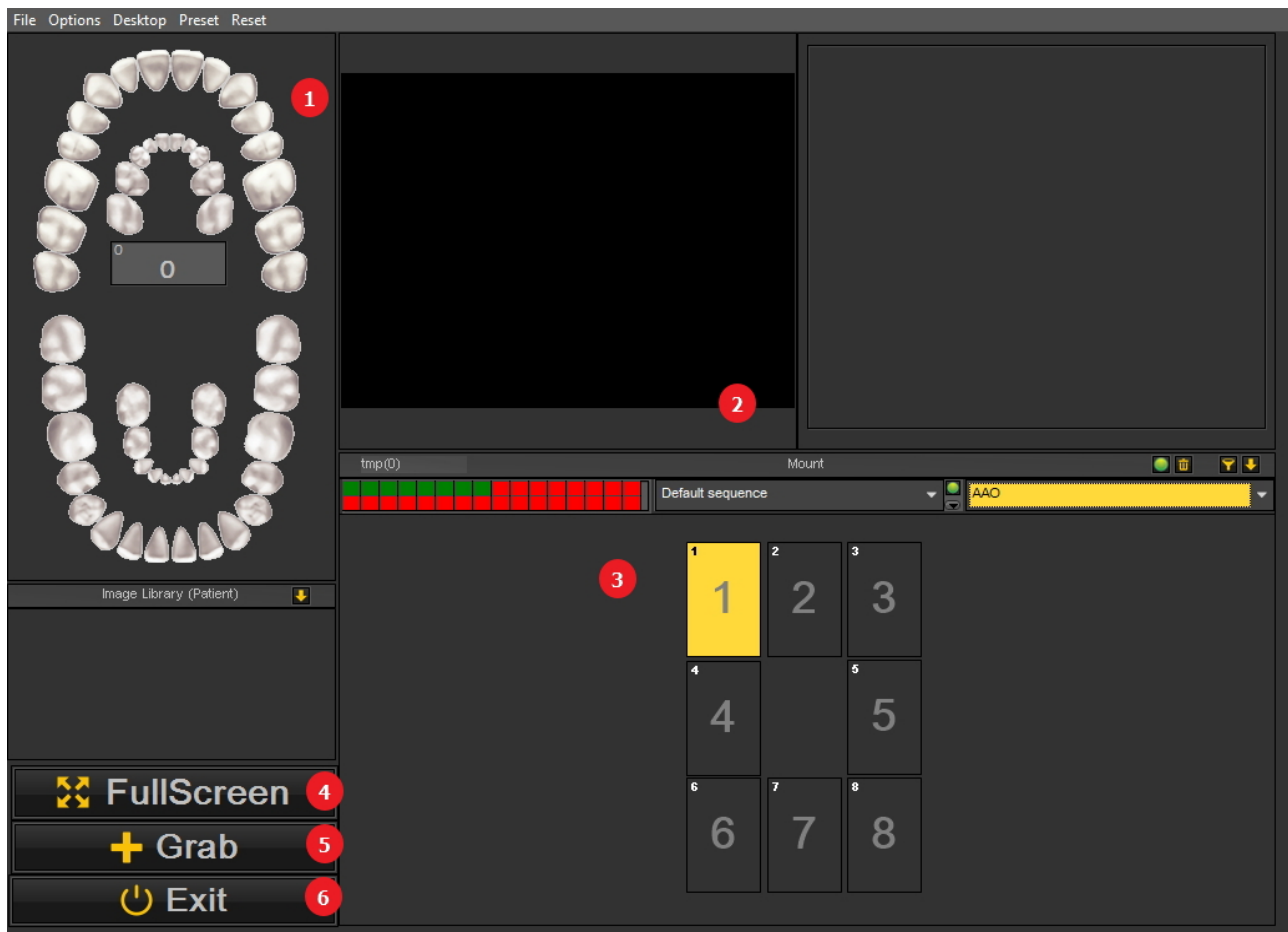 File Options Desktop Preset Reset
1
0
0
2
tmp(0) Mount
Default sequence AAO
3
1 2 3
1 2 3
4 5
4 5
6 7 8
6 7 8
Image Library (Patient)
FullScreen 4
Grab 5
Exit 6